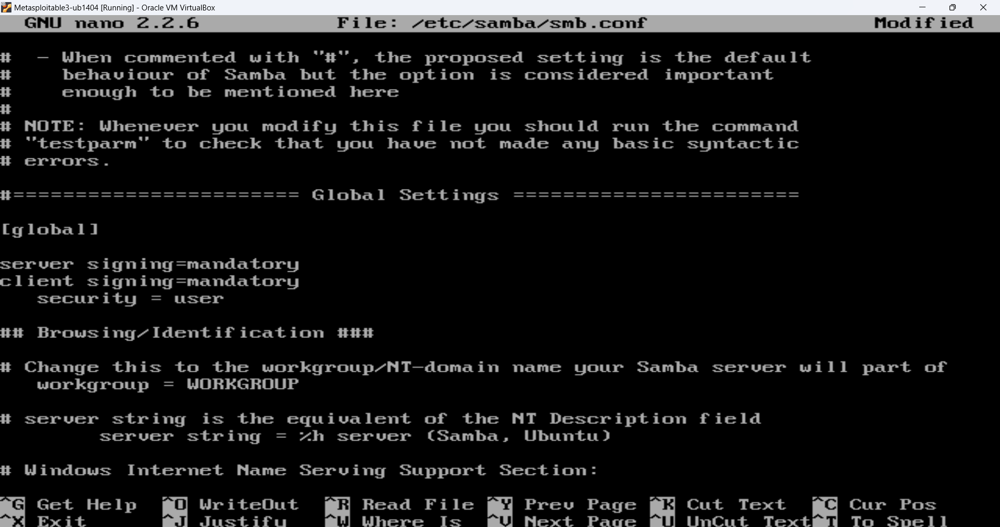 Metasploitable3-ub1404 [Running] - Oracle VM VirtualBox
GNU nano 2.2.6 File: /etc/samba/smb.conf Modified
# - When commented with "#", the proposed setting is the default
# behaviour of Samba but the option is considered important
# enough to be mentioned here
#
# NOTE: Whenever you modify this file you should run the command
# "testparm" to check that you have not made any basic syntactic
# errors.
#======================= Global Settings =======================
[global]
server signing=mandatory
client signing=mandatory
security = user
## Browsing/Identification ###
# Change this to the workgroup/NT-domain name your Samba server will part of
workgroup = WORKGROUP
# server string is the equivalent of the NT Description field
server string = %h server (Samba, Ubuntu)
# Windows Internet Name Serving Support Section:
^G Get Help ^O WriteOut ^R Read File ^Y Prev Page ^K Cut Text ^C Cur Pos
^X Exit ^J Justify ^W Where Is ^V Next Page ^U UnCut Text ^T To Spell